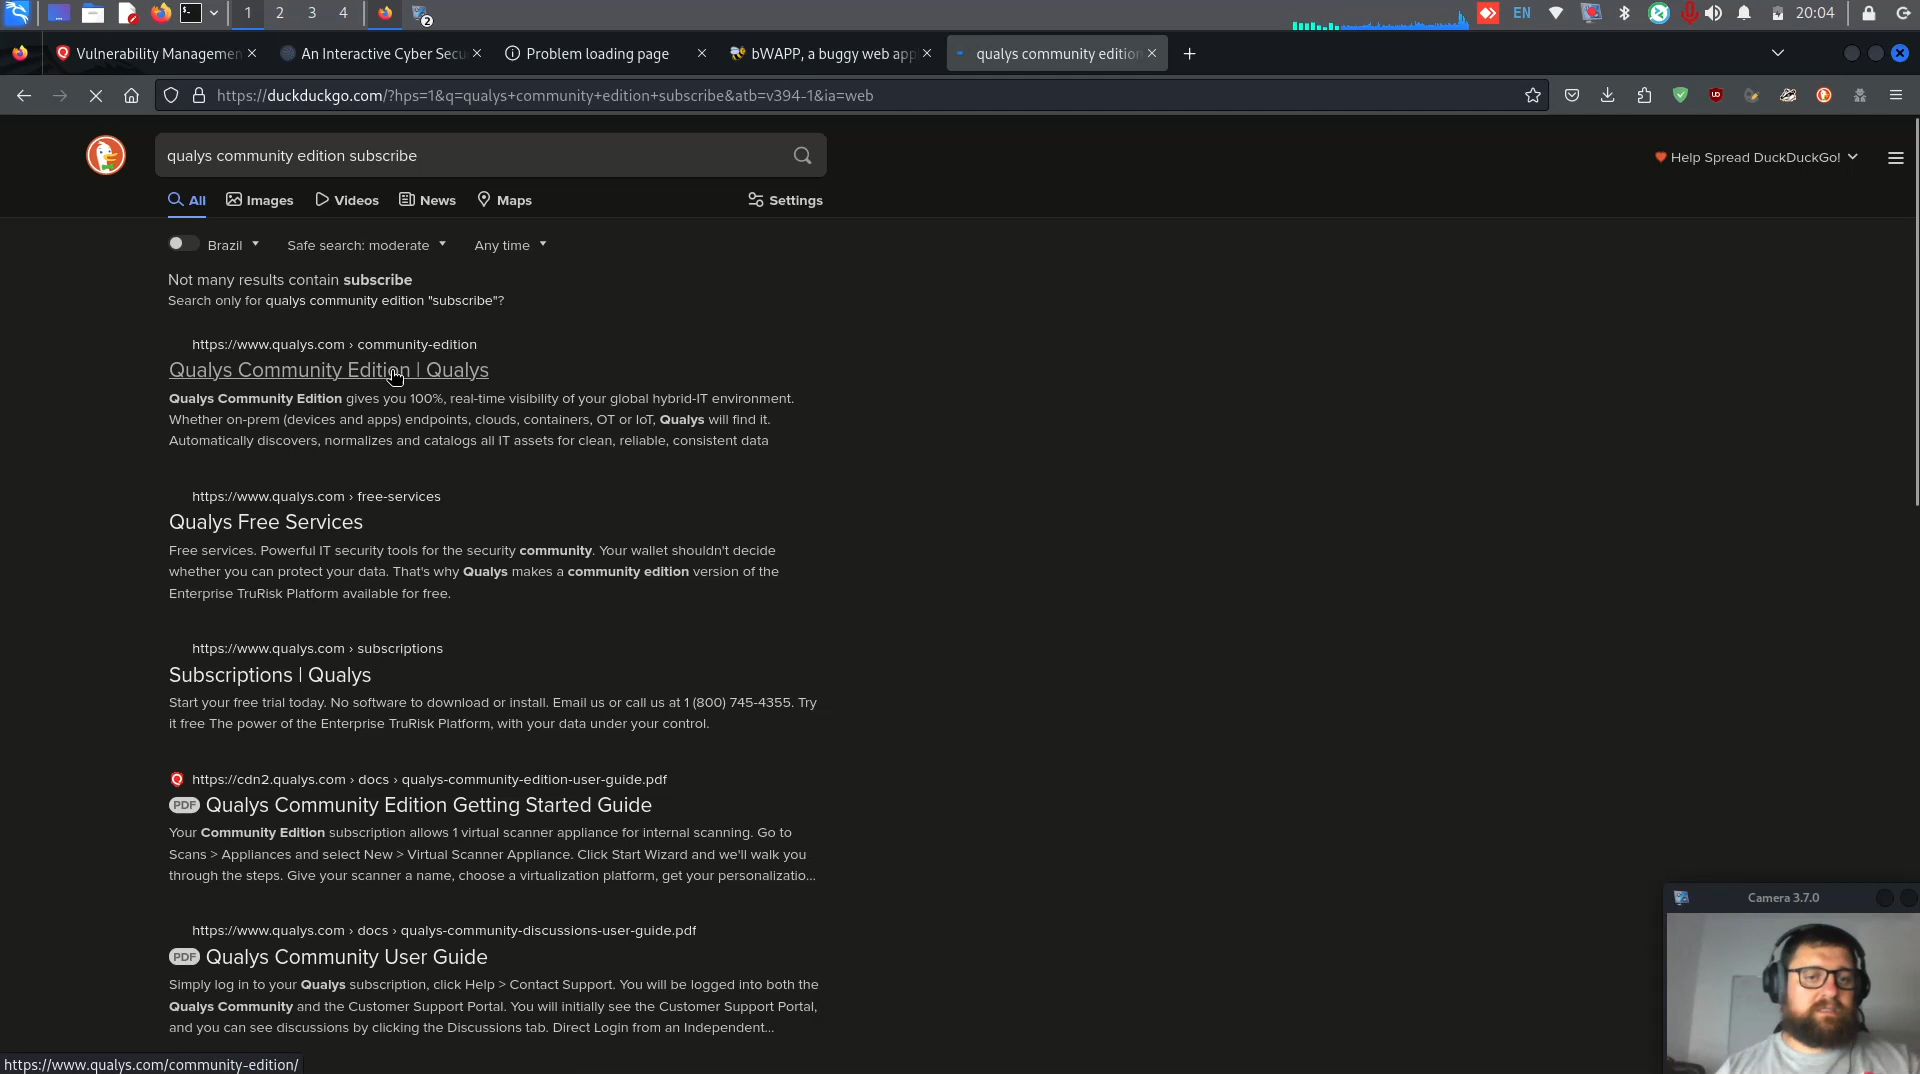 1 2 3 4 2 EN 20:04
Vulnerability Managemen An Interactive Cyber Secu Problem loading page bWAPP, a buggy web app qualys community edition
https://duckduckgo.com/?hps=1&q=qualys+community+edition+subscribe&atb=v394-1&ia=web
qualys community edition subscribe
Help Spread DuckDuckGo!
All Images Videos News Maps Settings
Brazil Safe search: moderate Any time
Not many results contain subscribe
Search only for qualys community edition "subscribe"?
https://www.qualys.com › community-edition
Qualys Community Edition | Qualys
Qualys Community Edition gives you 100%, real-time visibility of your global hybrid-IT environment.
Whether on-prem (devices and apps) endpoints, clouds, containers, OT or IoT, Qualys will find it.
Automatically discovers, normalizes and catalogs all IT assets for clean, reliable, consistent data
https://www.qualys.com › free-services
Qualys Free Services
Free services. Powerful IT security tools for the security community. Your wallet shouldn't decide
whether you can protect your data. That's why Qualys makes a community edition version of the
Enterprise TruRisk Platform available for free.
https://www.qualys.com › subscriptions
Subscriptions | Qualys
Start your free trial today. No software to download or install. Email us or call us at 1 (800) 745-4355. Try
it free The power of the Enterprise TruRisk Platform, with your data under your control.
https://cdn2.qualys.com › docs › qualys-community-edition-user-guide.pdf
PDF Qualys Community Edition Getting Started Guide
Your Community Edition subscription allows 1 virtual scanner appliance for internal scanning. Go to
Scans > Appliances and select New > Virtual Scanner Appliance. Click Start Wizard and we'll walk you
through the steps. Give your scanner a name, choose a virtualization platform, get your personalizatio...
https://www.qualys.com › docs › qualys-community-discussions-user-guide.pdf
PDF Qualys Community User Guide
Simply log in to your Qualys subscription, click Help > Contact Support. You will be logged into both the
Qualys Community and the Customer Support Portal. You will initially see the Customer Support Portal,
and you can see discussions by clicking the Discussions tab. Direct Login from an Independent...
Camera 3.7.0
https://www.qualys.com/community-edition/